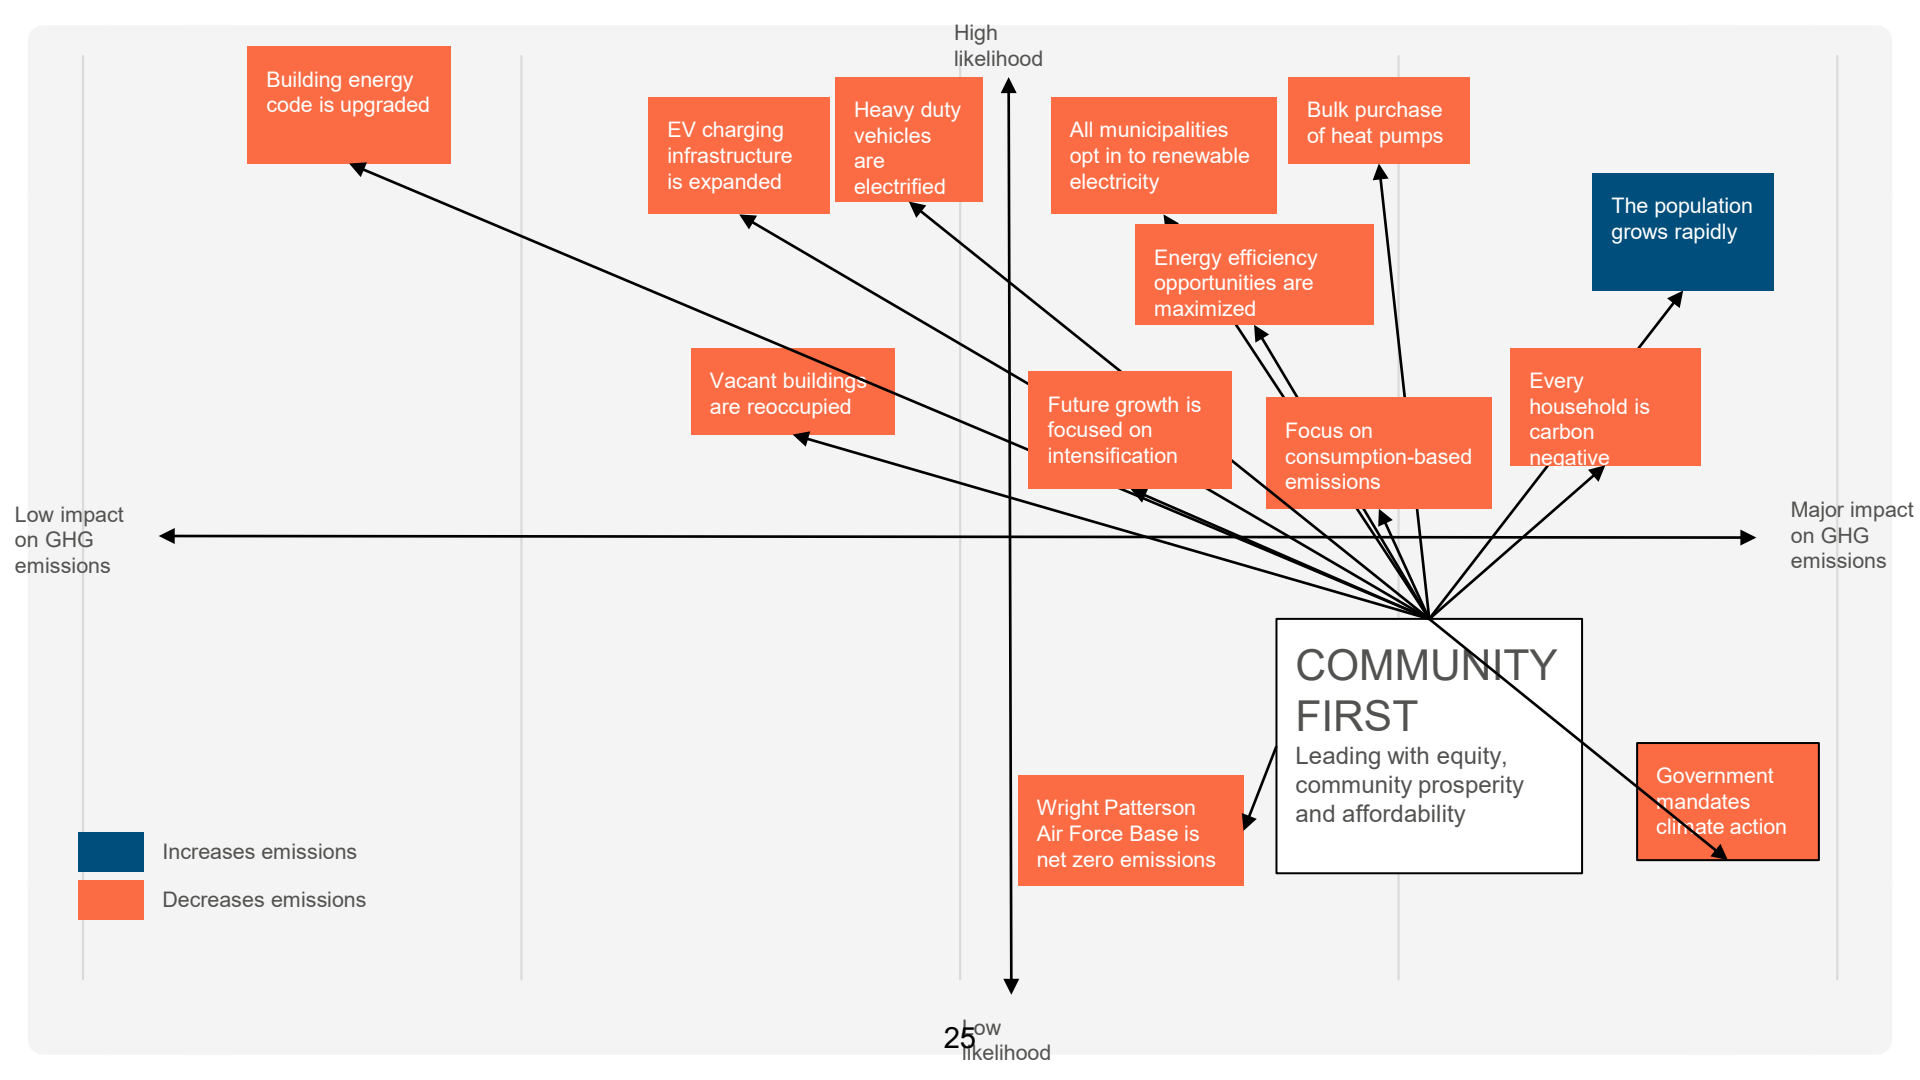 High
likelihood
Building energy
code is upgraded
EV charging
infrastructure
is expanded
Heavy duty
vehicles
are
electrified
All municipalities
opt in to renewable
electricity
Bulk purchase
of heat pumps
The population
grows rapidly
Energy efficiency
opportunities are
maximized
Vacant buildings
are reoccupied
Future growth is
focused on
intensification
Focus on
consumption-based
emissions
Every
household is
carbon
negative
Low impact
on GHG
emissions
Major impact
on GHG
emissions
COMMUNITY
FIRST
Leading with equity,
community prosperity
and affordability
Wright Patterson
Air Force Base is
net zero emissions
Government
mandates
climate action
Increases emissions
Decreases emissions
Low
likelihood
25